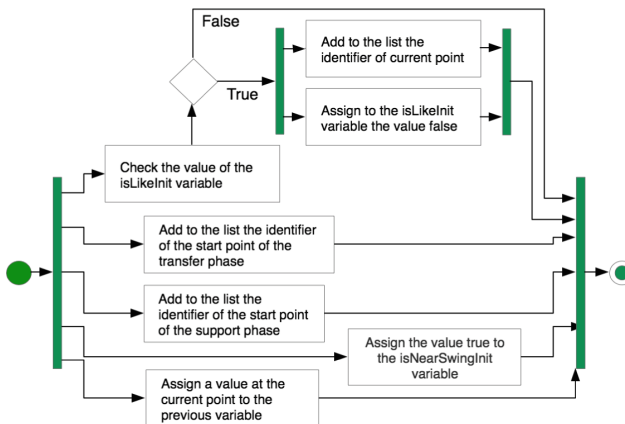 False
Add to the list the
identifier of current point
True
Assign to the isLikeInit
variable the value false
Check the value of the
isLikeInit variable
Add to the list the identifier
of the start point of the
transfer phase
Add to the list the
identifier of the start point
of the support phase
Assign the value true to
the isNearSwingInit
variable
Assign a value at the
current point to the
previous variable